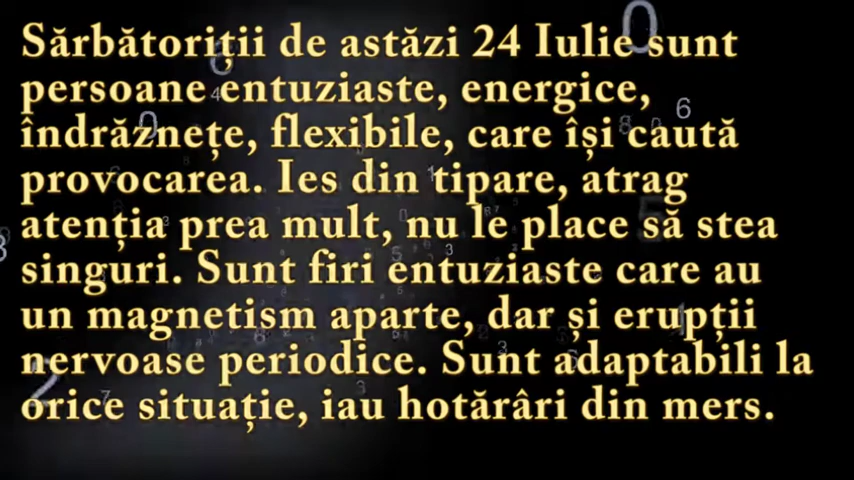 Sărbătoriții de astăzi 24 Iulie sunt
persoane entuziaste, energice,
îndrăznețe, flexibile, care își caută
provocarea. Ies din tipare, atrag
atenția prea mult, nu le place să stea
singuri. Sunt firi entuziaste care au
un magnetism aparte, dar și erupții
nervoase periodice. Sunt adaptabili la
orice situație, iau hotărâri din mers.